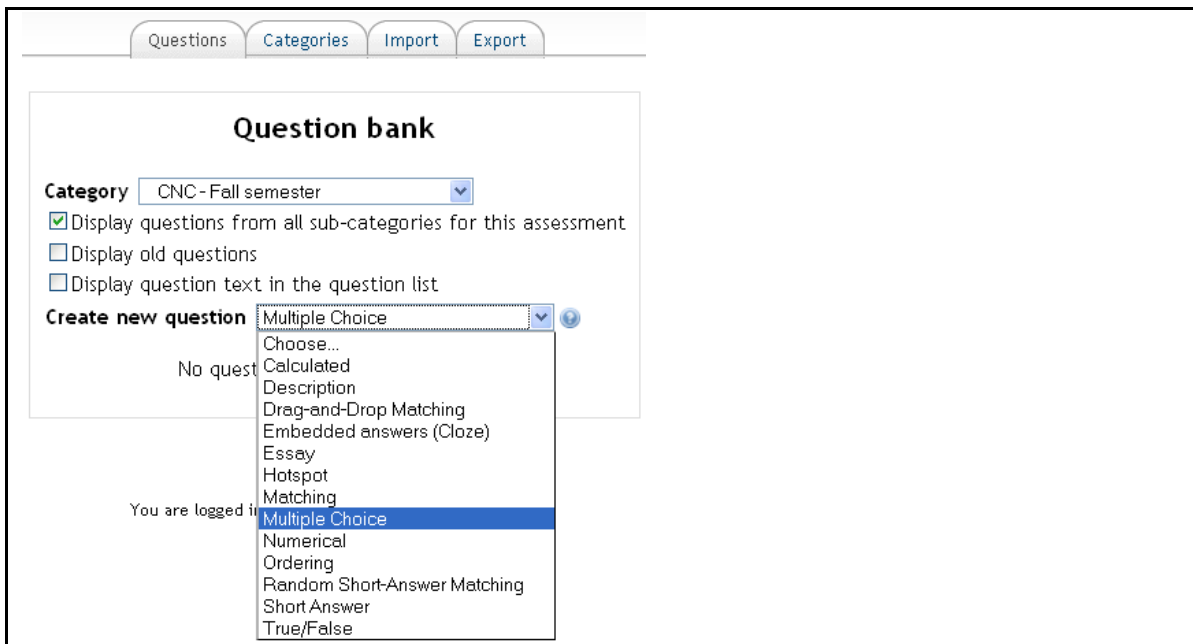 Questions Categories Import Export
Question bank
Category CNC - Fall semester
Display questions from all sub-categories for this assessment
Display old questions
Display question text in the question list
Create new question Multiple Choice
Choose...
No quest Calculated
Description
Drag-and-Drop Matching
Embedded answers (Cloze)
Essay
Hotspot
Matching
You are logged in Multiple Choice
Numerical
Ordering
Random Short-Answer Matching
Short Answer
True/False